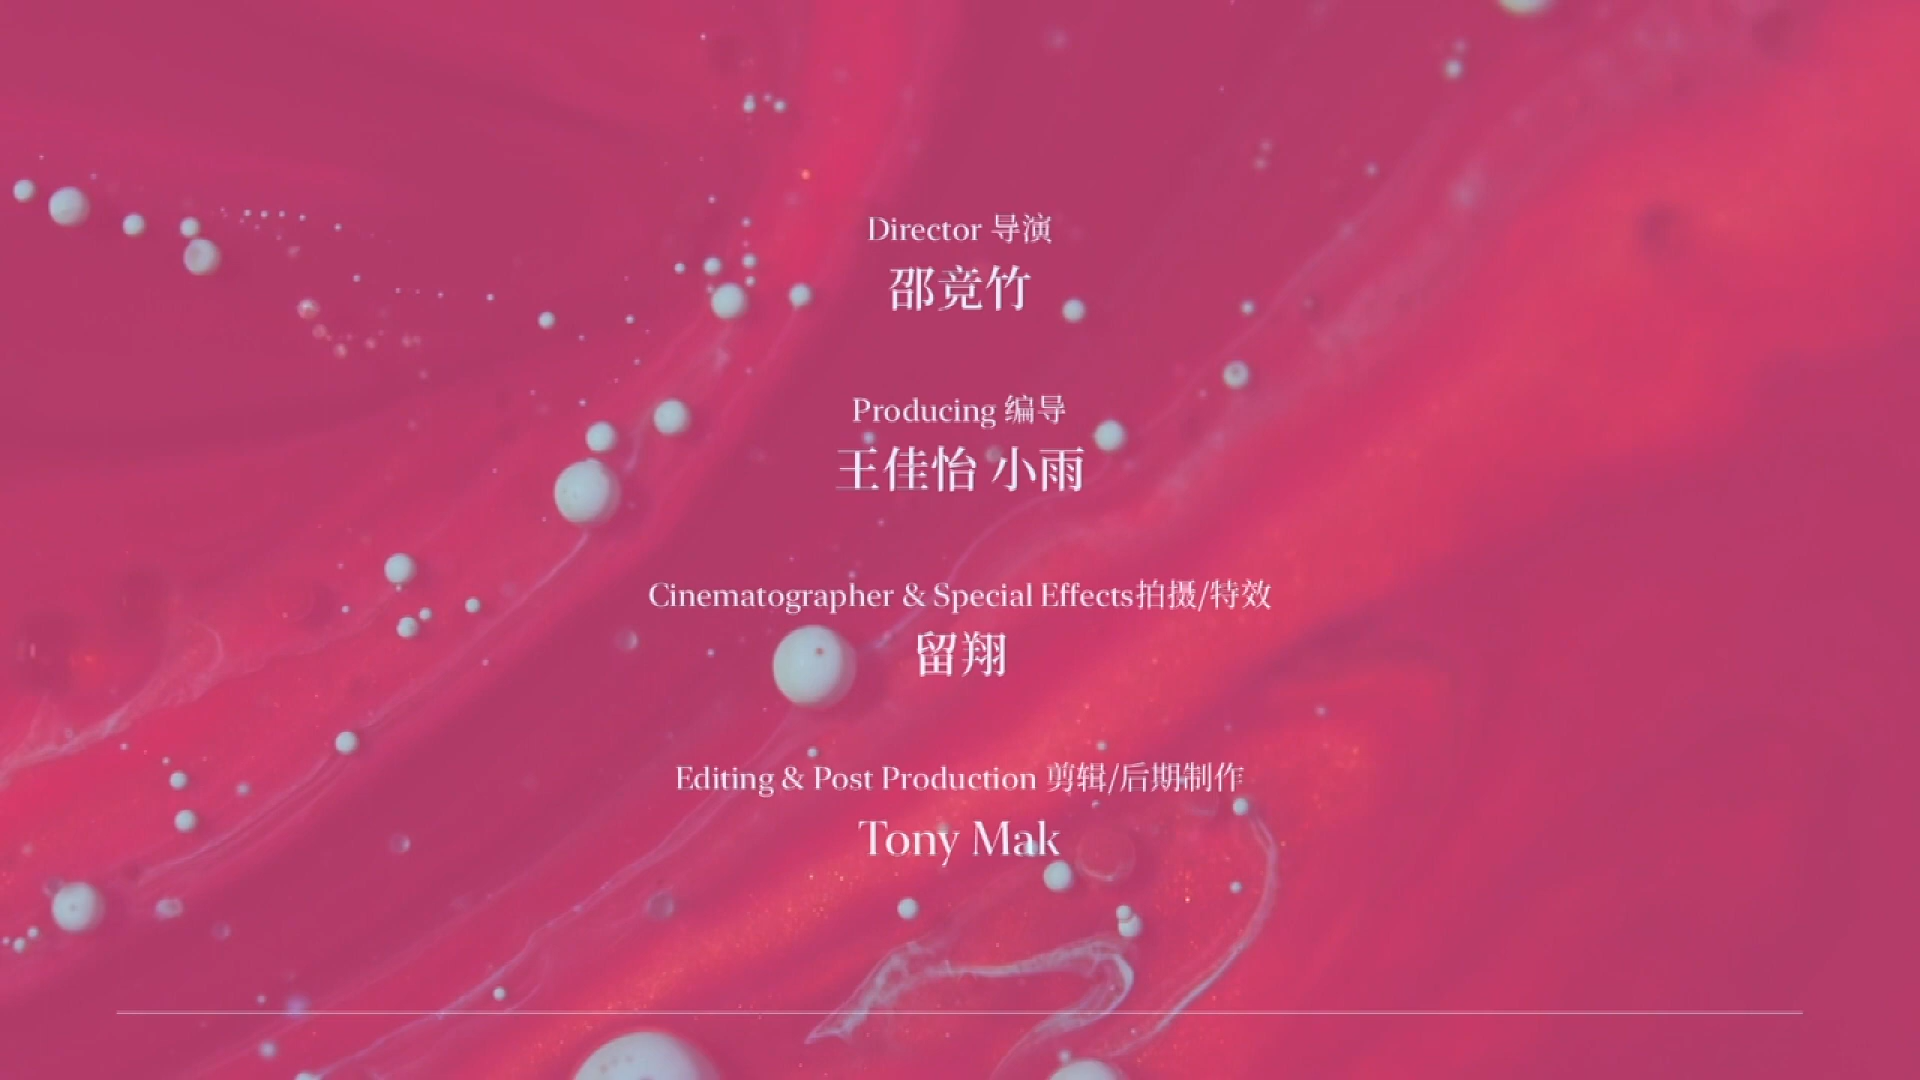 Director 导演
邵竞竹
Producing 编导
王佳怡 小雨
Cinematographer & Special Effects拍摄/特效
留翔
Editing & Post Production 剪辑/后期制作
Tony Mak